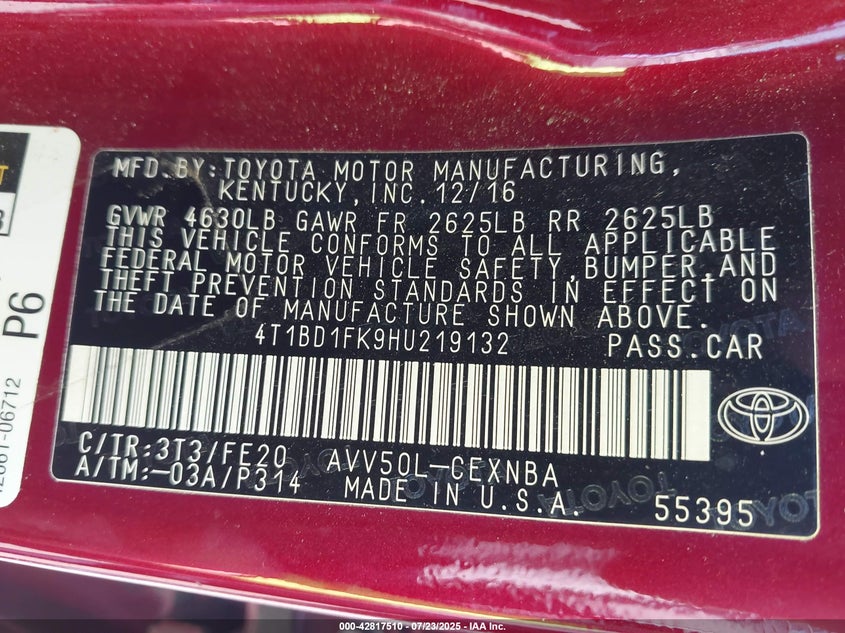 MFD.BY:TOYOTA MOTOR MANUFACTURING,
KENTUCKY,INC.12/16
GVWR 4630LB GAWR FR 2625LB RR 2625LB
THIS VEHICLE CONFORMS TO ALL APPLICABLE
FEDERAL MOTOR VEHICLE SAFETY,BUMPER,AND
THEFT PREVENTION STANDARDS IN EFFECT ON
THE DATE OF MANUFACTURE SHOWN ABOVE.
4T1BD1FK9HU219132 PASS.CAR
C/TR:3T3/FE20 AVV50L-CEXNBA
A/TM:-03A/P314 MADE IN U.S.A. 55395
P6
TOYOTA
000-42817510 - 07/23/2025 - IAA Inc.